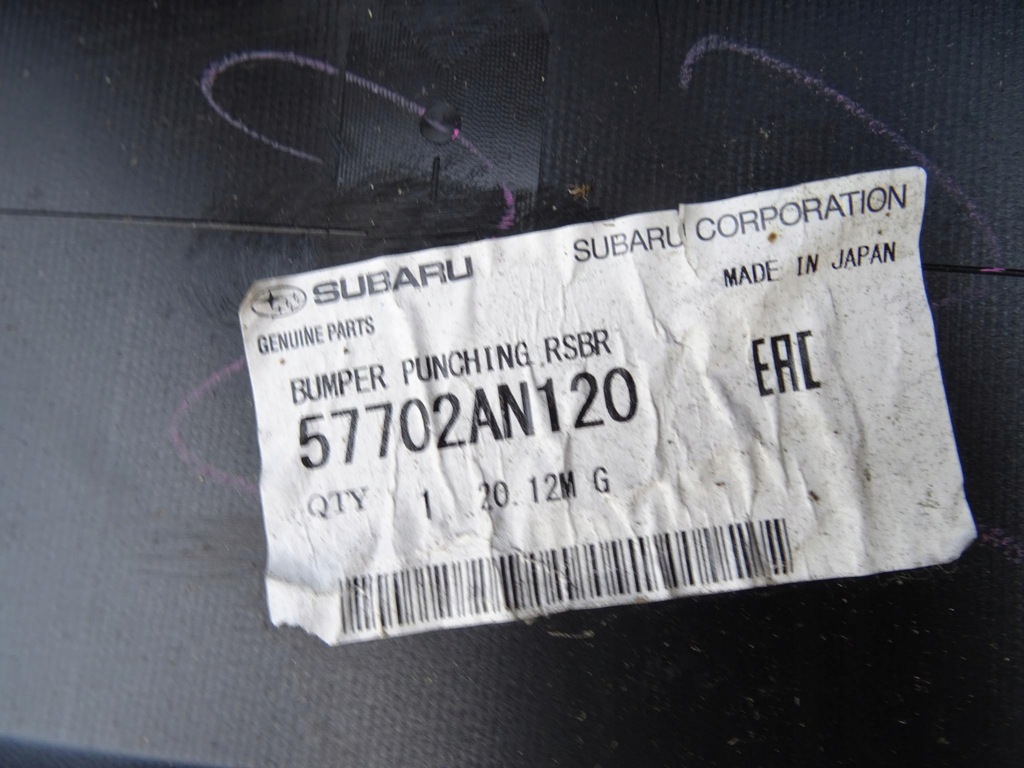 SUBARU SUBARU CORPORATION
GENUINE PARTS MADE IN JAPAN
BUMPER PUNCHING.RSBR
57702AN120 EAC
QTY 1 20.12M G